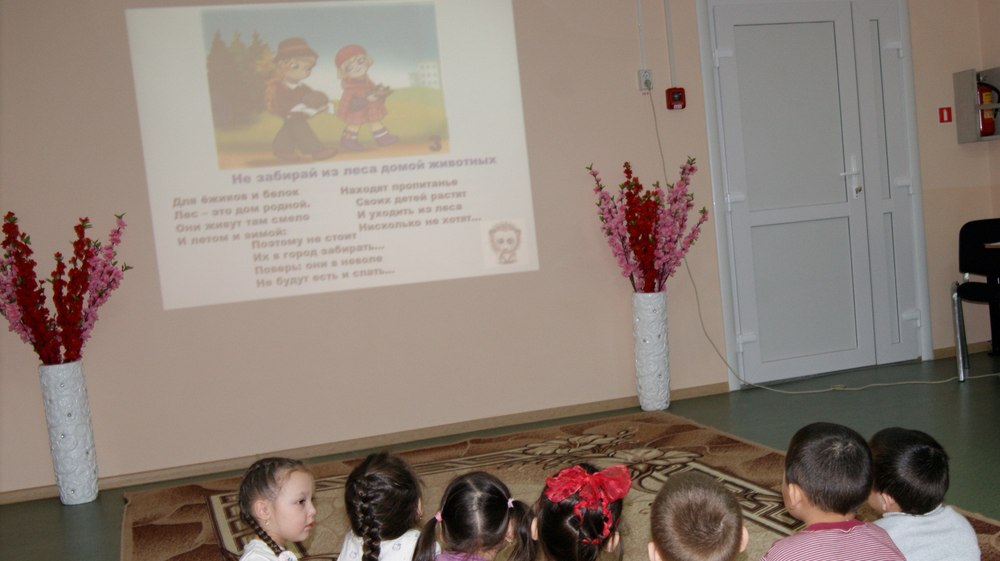 3
Не забирай из леса домой животных
Для ёжиков и белок
Лес – это дом родной.
Они живут там смело
И летом и зимой:
Находят пропитанье
Своих детей растят
И уходить из леса
Нисколько не хотят...
Поэтому не стоит
Их в город забирать...
Поверь: они в неволе
Не будут есть и спать...